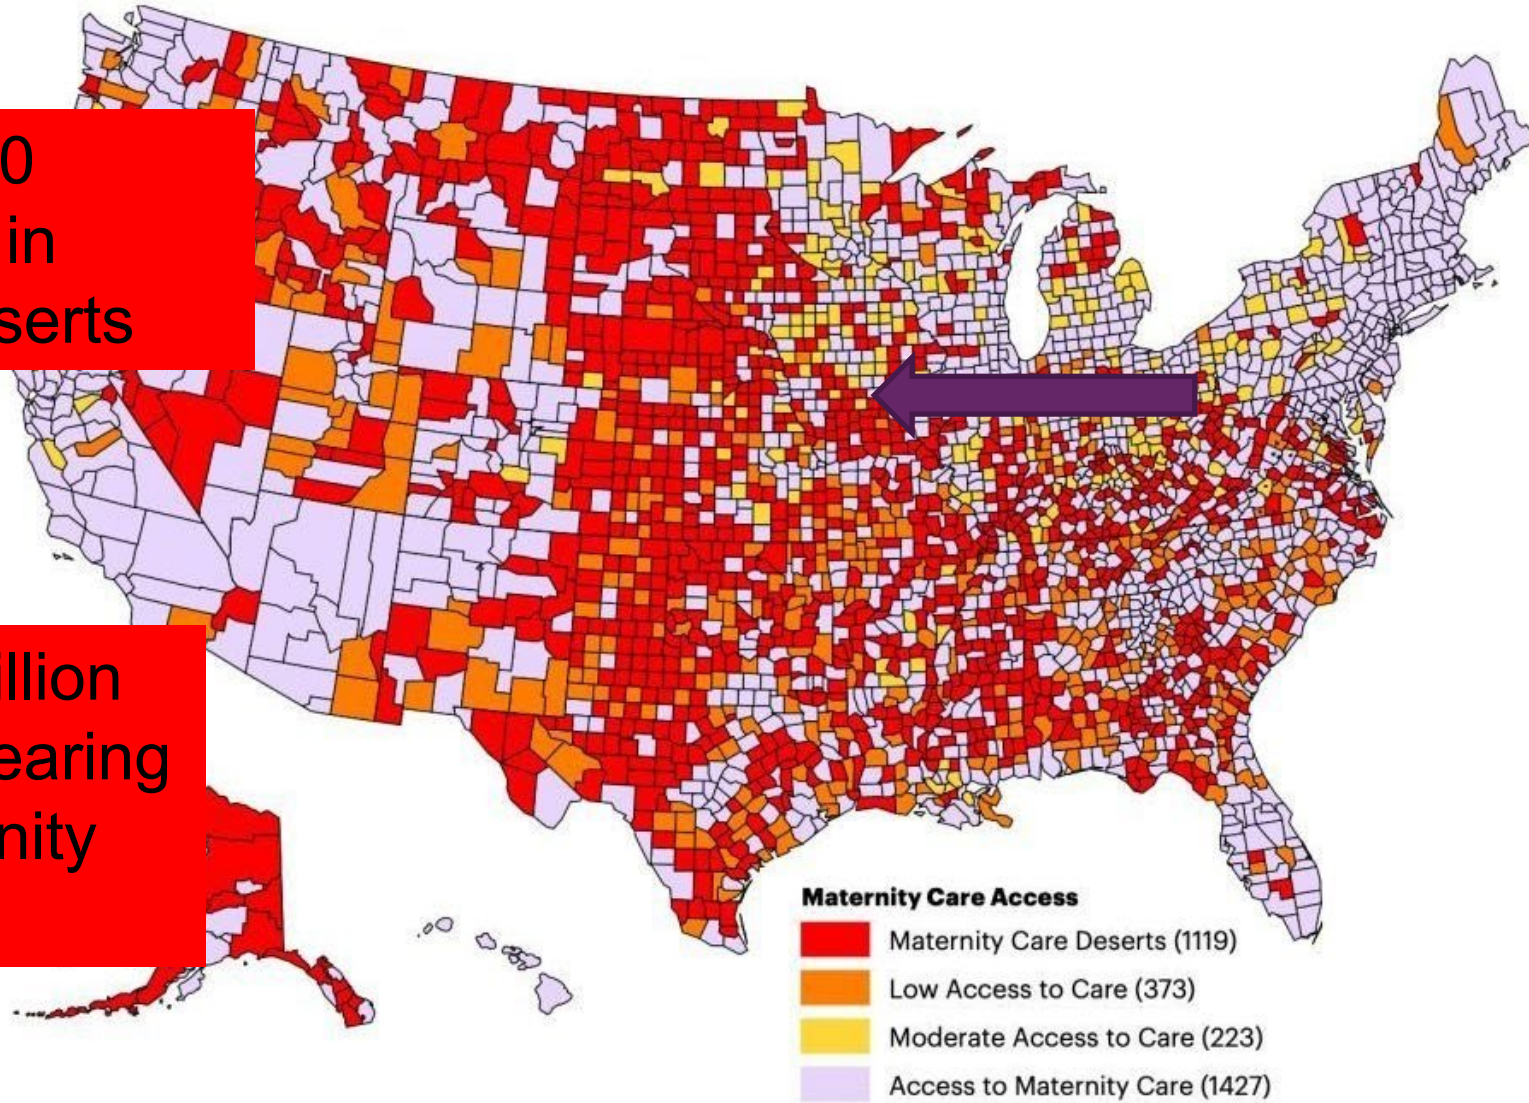 0
in
serts
illion
earing
nity
Maternity Care Access
Maternity Care Deserts (1119)
Low Access to Care (373)
Moderate Access to Care (223)
Access to Maternity Care (1427)